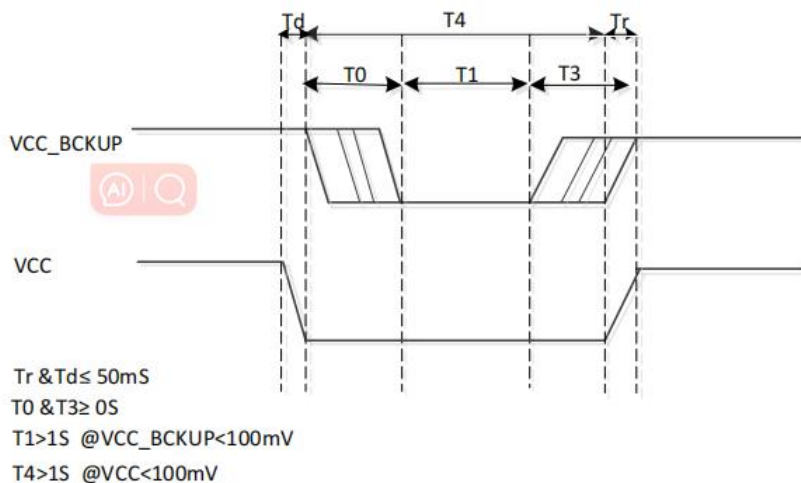 Td T4 Tr
T0 T1 T3
VCC_BCKUP
AI
VCC
Tr &Td≤ 50mS
T0 &T3≥ 0S
T1>1S @VCC_BCKUP<100mV
T4>1S @VCC<100mV